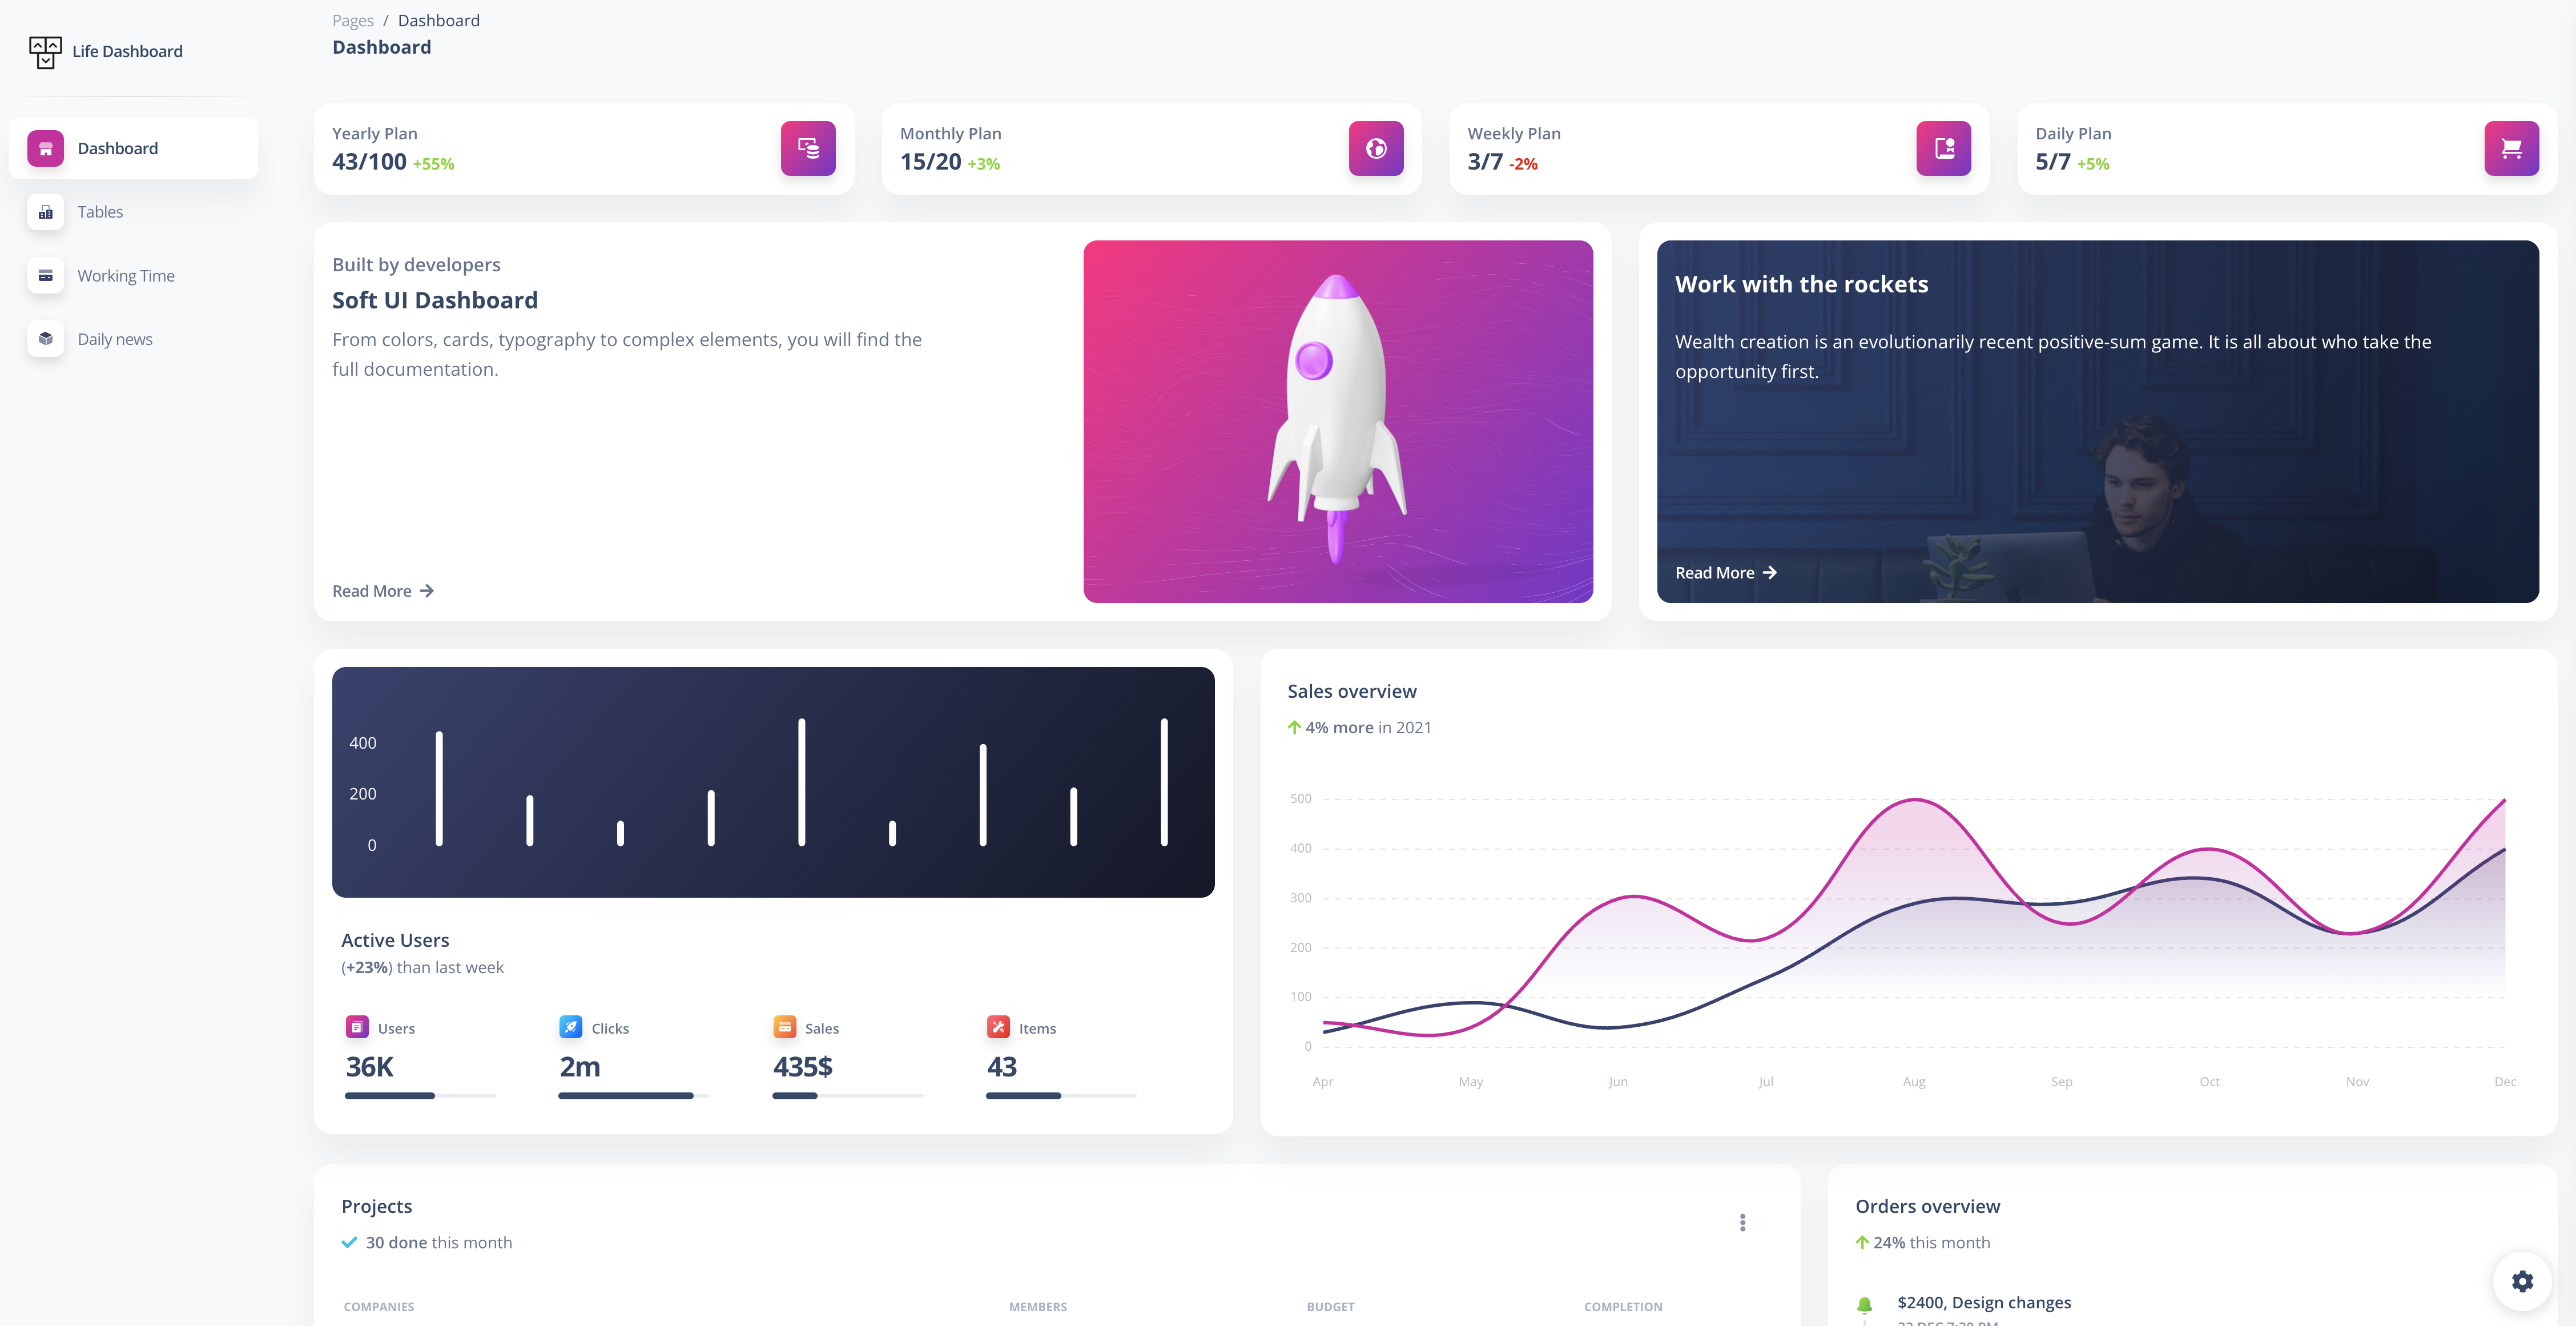 Life Dashboard
Dashboard
Tables
Working Time
Daily news
Pages / Dashboard
Dashboard
Yearly Plan
43/100 +55%
Monthly Plan
15/20 +3%
Weekly Plan
3/7 -2%
Daily Plan
5/7 +5%
Built by developers
Soft UI Dashboard
From colors, cards, typography to complex elements, you will find the
full documentation.
Read More
Work with the rockets
Wealth creation is an evolutionarily recent positive-sum game. It is all about who take the
opportunity first.
Read More
400
200
0
Active Users
(+23%) than last week
Users
36K
Clicks
2m
Sales
435$
Items
43
Sales overview
4% more in 2021
500
400
300
200
100
0
Apr May Jun Jul Aug Sep Oct Nov Dec
Projects
30 done this month
COMPANIES MEMBERS BUDGET COMPLETION
Orders overview
24% this month
$2400, Design changes
22 DEC 7:20 PM